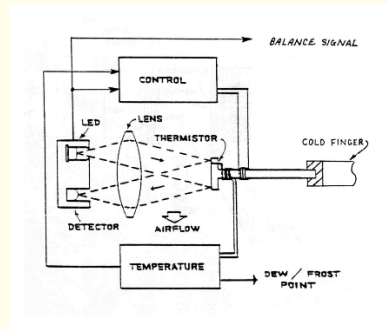 BALANCE SIGNAL
CONTROL
LED
LENS
THERMISTOR
COLD FINGER
DETECTOR
AIRFLOW
TEMPERATURE
DEW / FROST
POINT